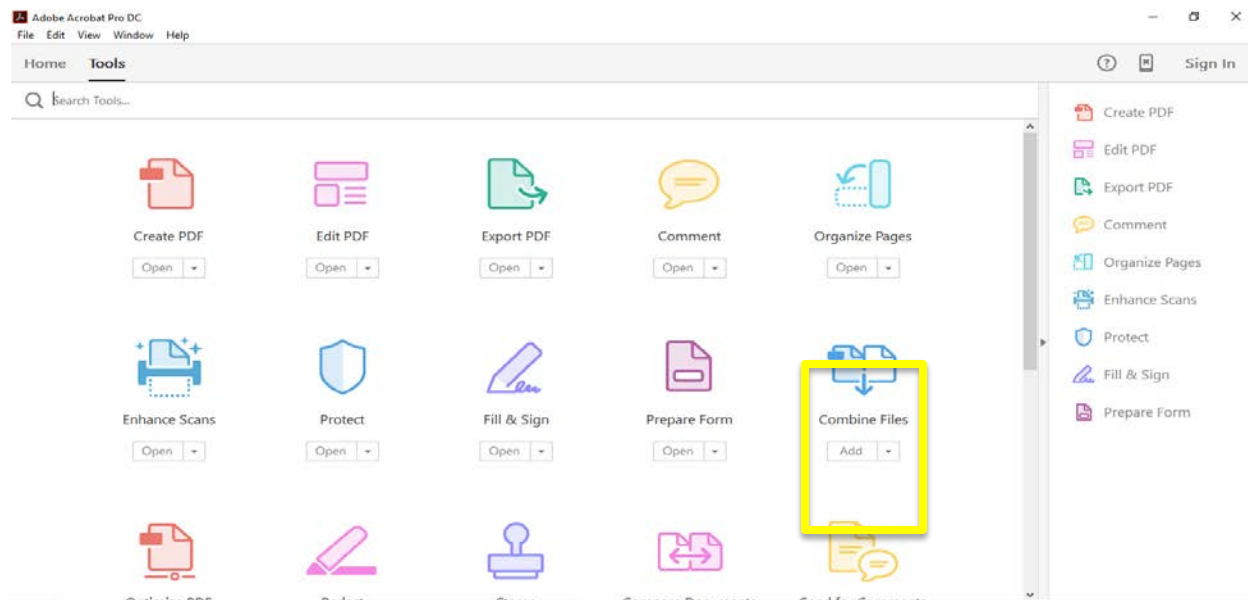 Adobe Acrobat Pro DC
File Edit View Window Help
Home Tools Sign In
Search Tools...
Create PDF Edit PDF Export PDF Comment Organize Pages
Open Open Open Open Open
Enhance Scans Protect Fill & Sign Prepare Form Combine Files
Open Open Open Open Add
Create PDF
Edit PDF
Export PDF
Comment
Organize Pages
Enhance Scans
Protect
Fill & Sign
Prepare Form